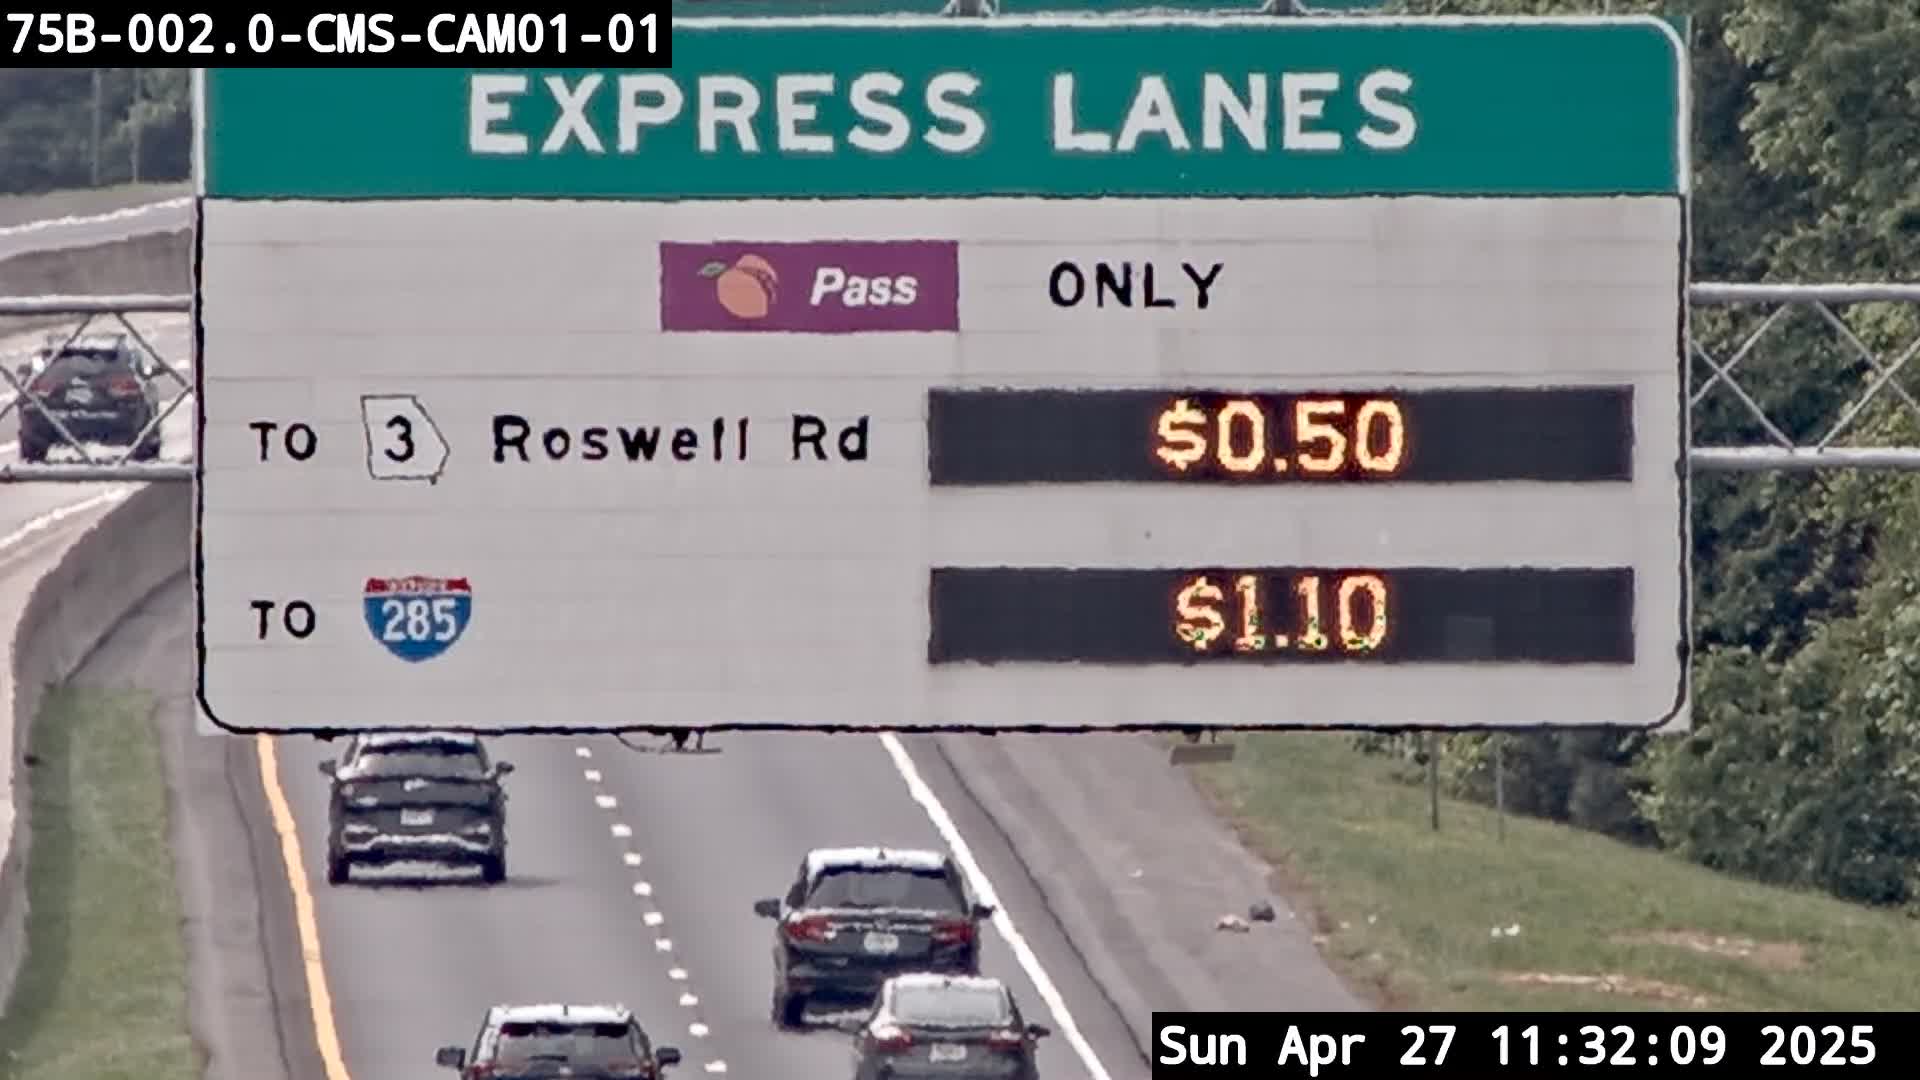 75B-002.0-CMS-CAM01-01
EXPRESS LANES
Pass ONLY
TO 3 Roswell Rd $0.50
TO 285 $1.10
Sun Apr 27 11:32:09 2025